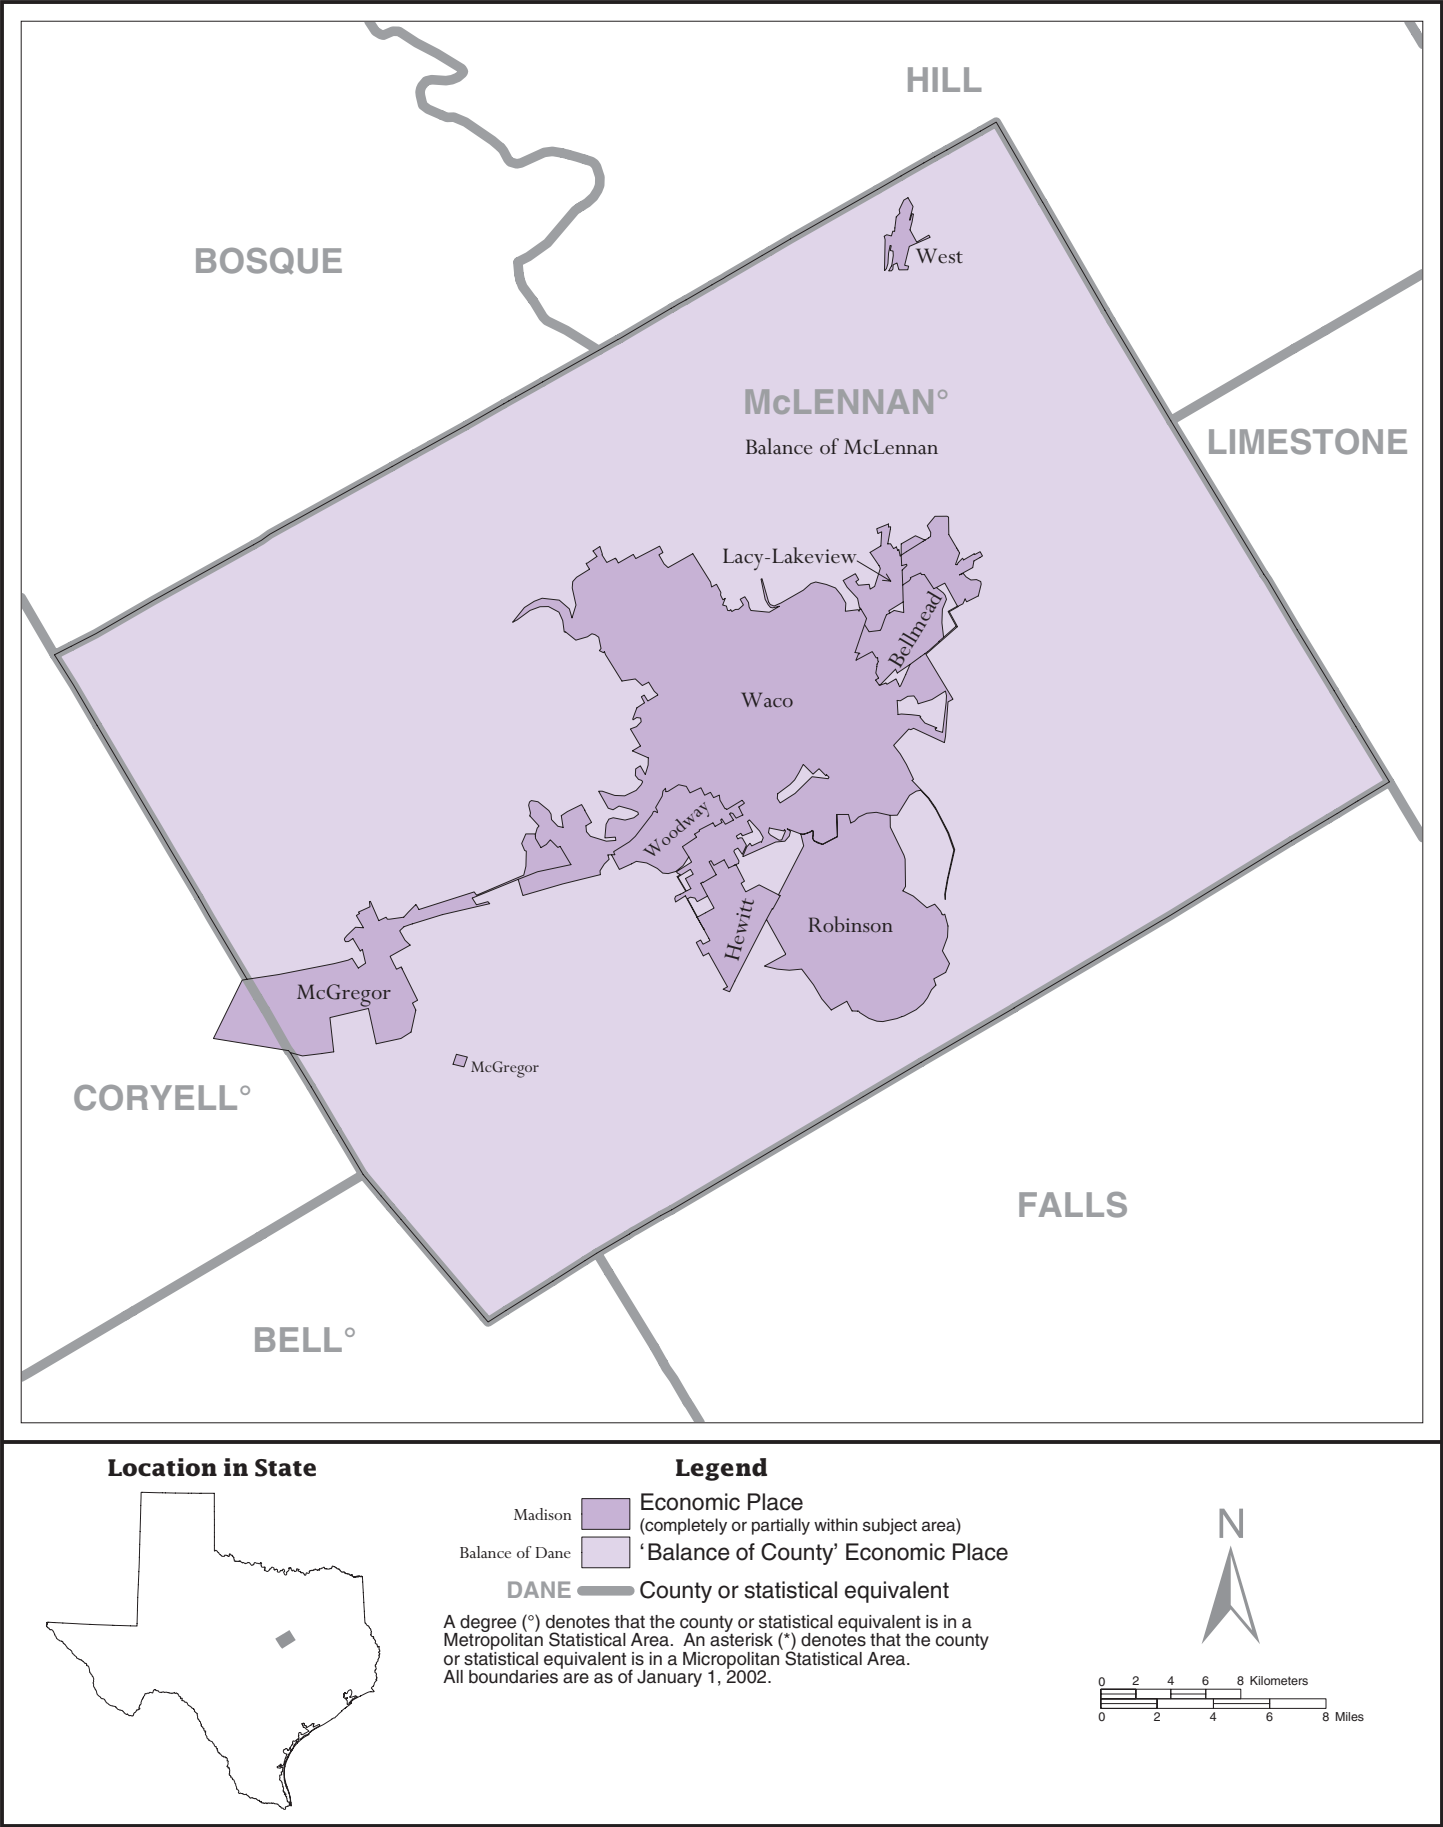 HILL
BOSQUE
West
McLENNAN°
Balance of McLennan
LIMESTONE
Lacy-Lakeview
Bellmead
Waco
Woodway
Hewitt
Robinson
McGregor
McGregor
CORYELL°
FALLS
BELL°
Location in State
Legend
Madison
Economic Place
(completely or partially within subject area)
Balance of Dane
‘Balance of County’ Economic Place
DANE
County or statistical equivalent
A degree (°) denotes that the county or statistical equivalent is in a
Metropolitan Statistical Area. An asterisk (*) denotes that the county
or statistical equivalent is in a Micropolitan Statistical Area.
All boundaries are as of January 1, 2002.
N
0 2 4 6 8 Kilometers
0 2 4 6 8 Miles